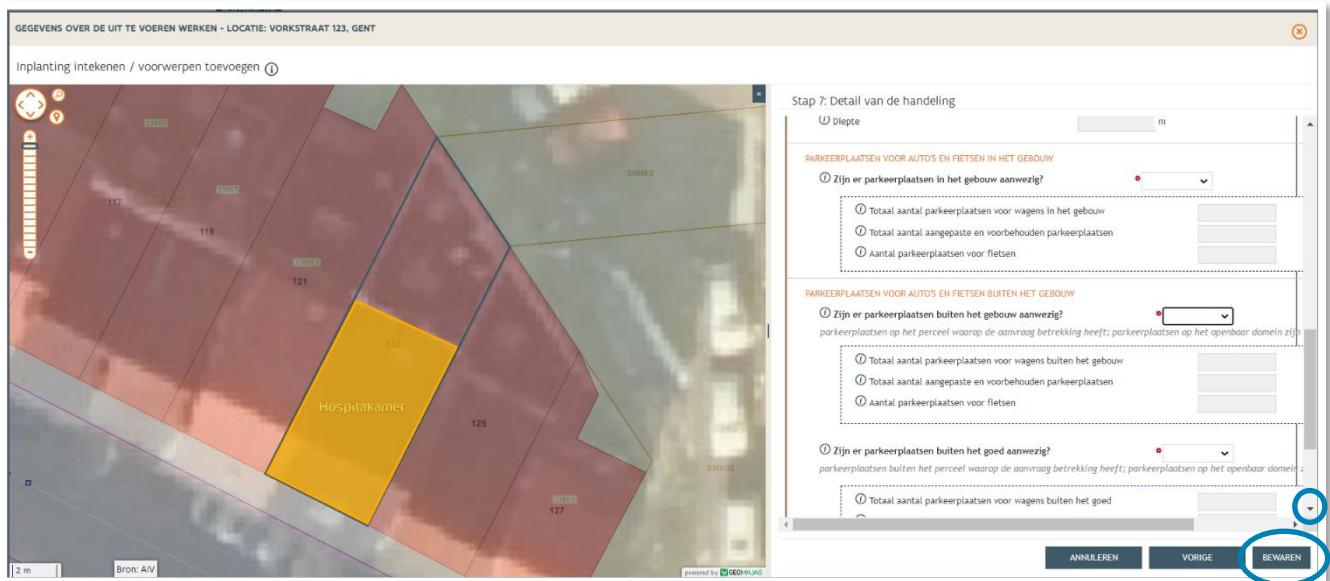 GEGEVENS OVER DE UIT TE VOEREN WERKEN - LOCATIE: VORKSTRAAT 123, GENT
Inplanting intekenen / voorwerpen toevoegen
117
119
121
Hospitakamer
125
127
2 m
Bron: AIV
powered by GEOMAJAS
Stap 7: Detail van de handeling
Diepte m
PARKEERPLAATSEN VOOR AUTO'S EN FIETSEN IN HET GEBOUW
Zijn er parkeerplaatsen in het gebouw aanwezig?
Totaal aantal parkeerplaatsen voor wagens in het gebouw
Totaal aantal aangepaste en voorbehouden parkeerplaatsen
Aantal parkeerplaatsen voor fietsen
PARKEERPLAATSEN VOOR AUTO'S EN FIETSEN BUITEN HET GEBOUW
Zijn er parkeerplaatsen buiten het gebouw aanwezig?
parkeerplaatsen op het perceel waarop de aanvraag betrekking heeft; parkeerplaatsen op het openbaar domein zijn
Totaal aantal parkeerplaatsen voor wagens buiten het gebouw
Totaal aantal aangepaste en voorbehouden parkeerplaatsen
Aantal parkeerplaatsen voor fietsen
Zijn er parkeerplaatsen buiten het goed aanwezig?
parkeerplaatsen buiten het perceel waarop de aanvraag betrekking heeft; parkeerplaatsen op het openbaar domein
Totaal aantal parkeerplaatsen voor wagens buiten het goed
ANNULEREN VORIGE BEWAREN